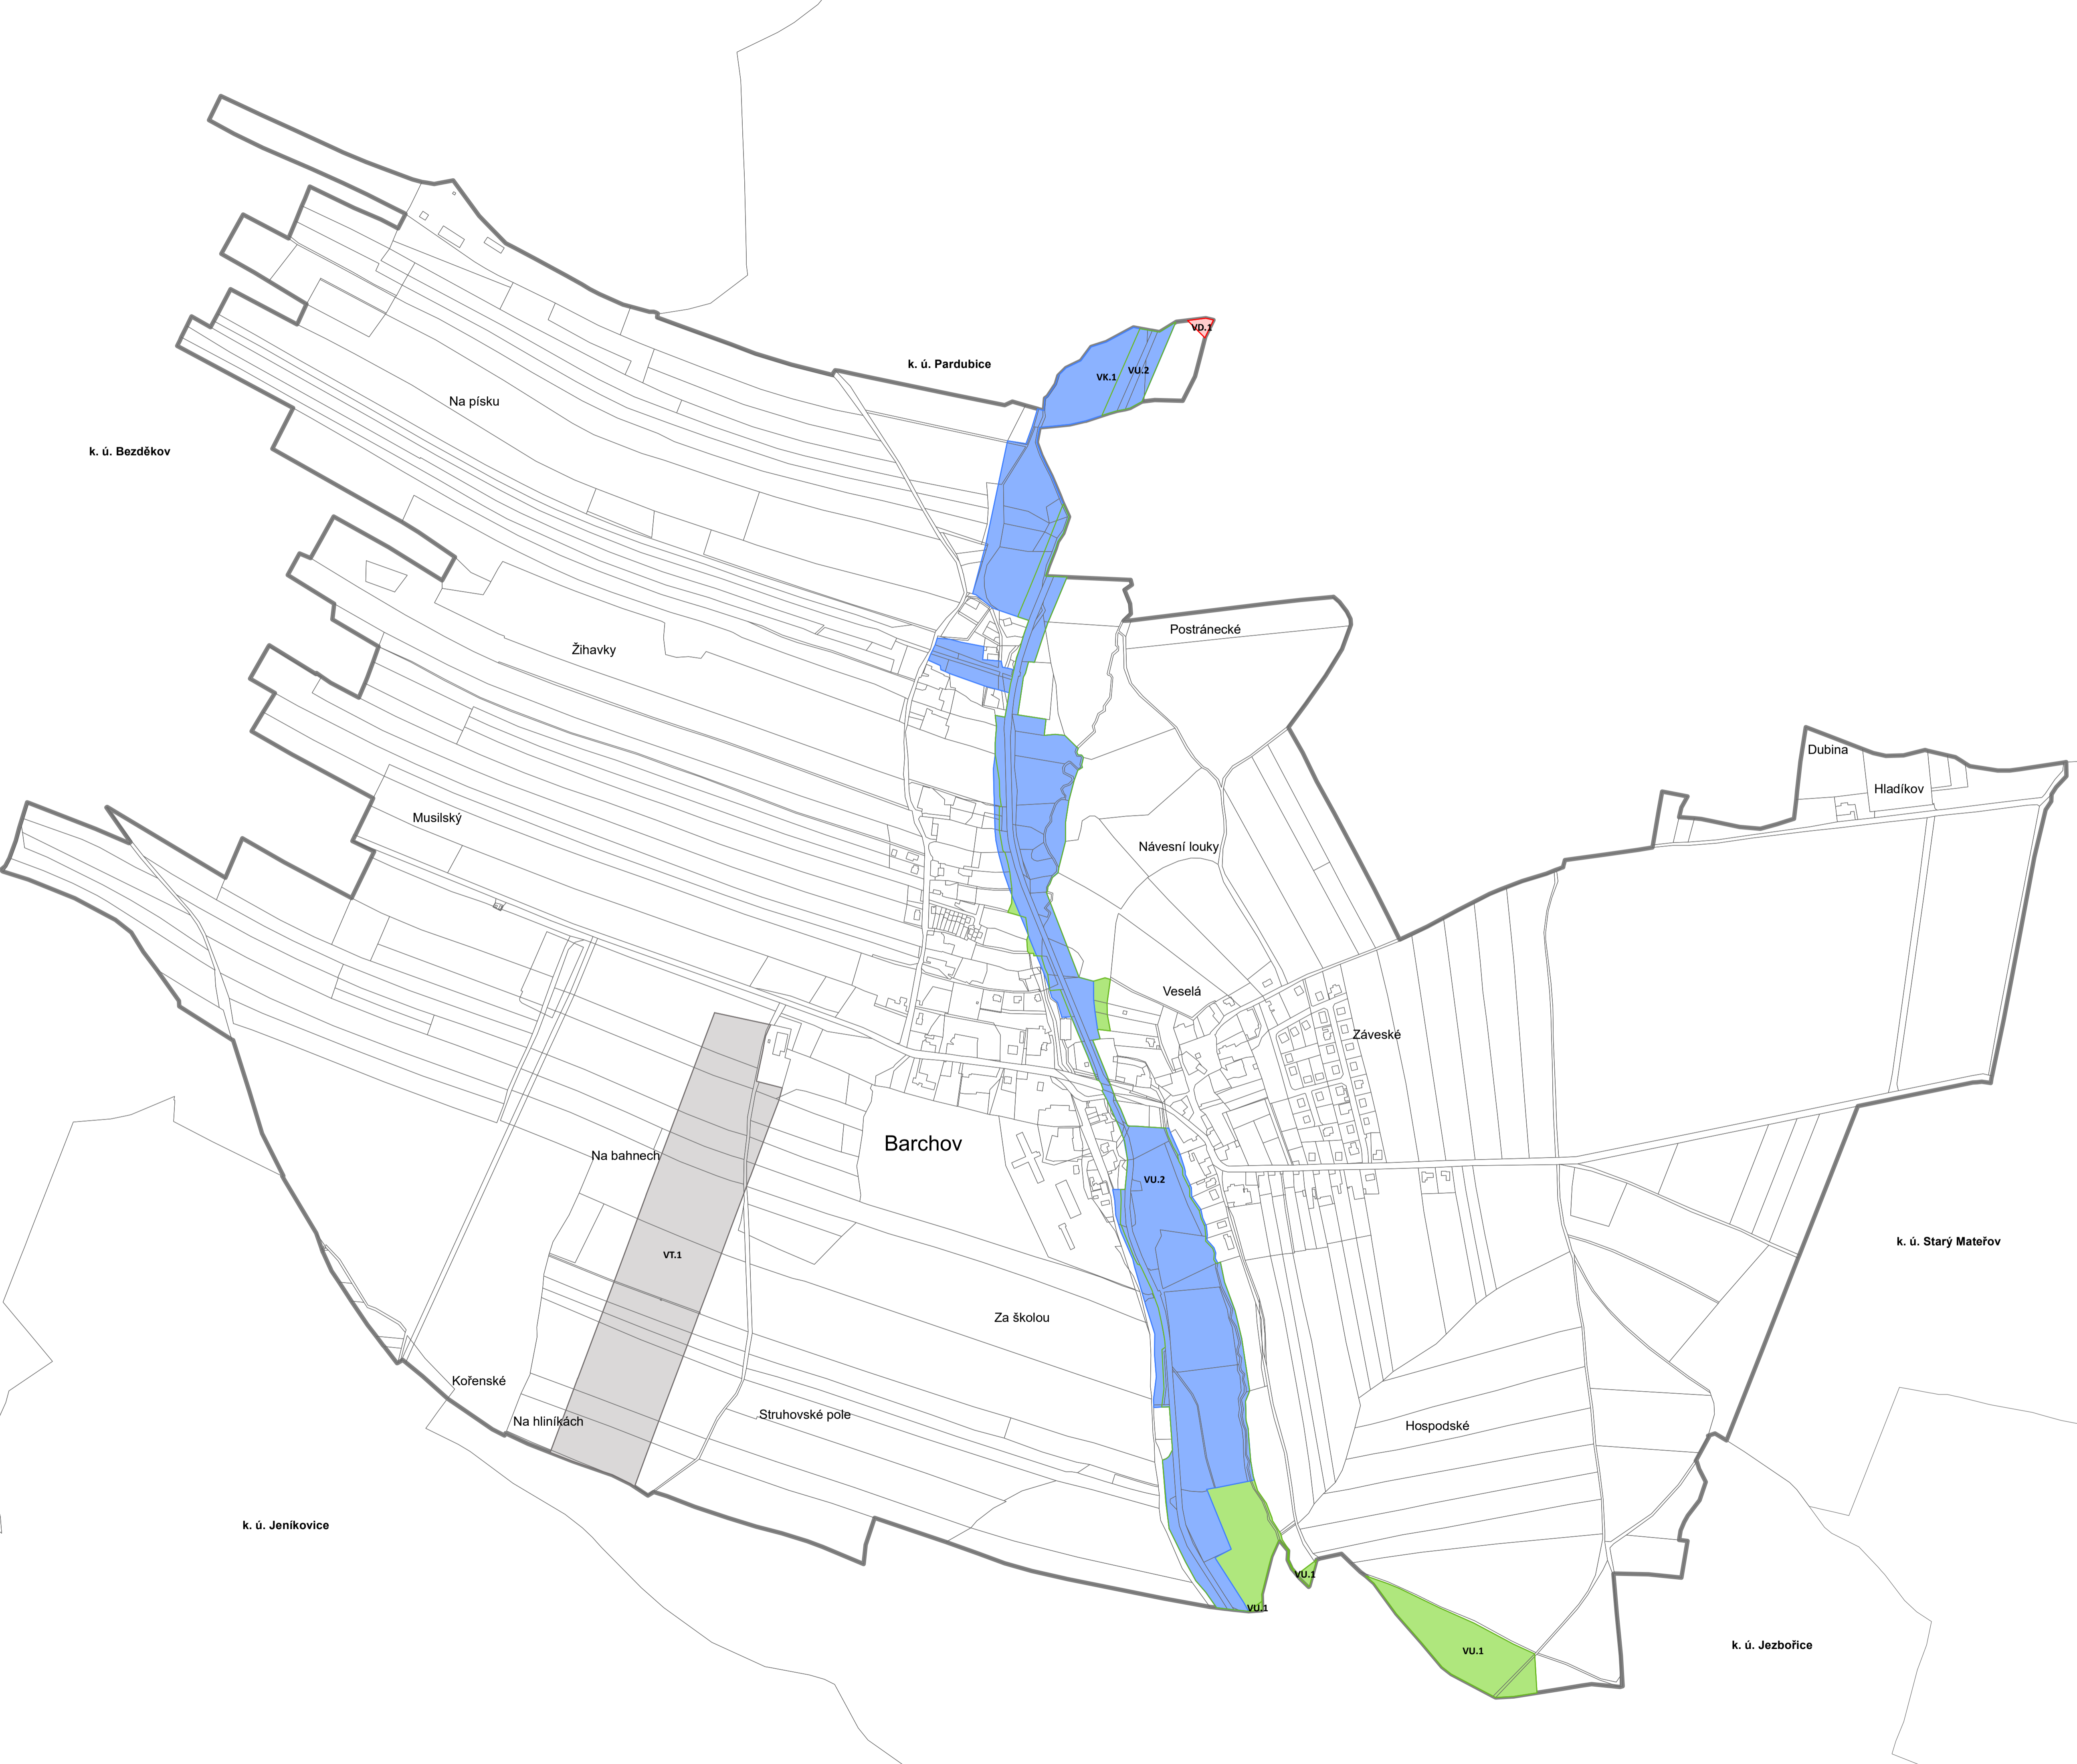 VD.1
k. ú. Pardubice
VU.2
VK.1
Na písku
k. ú. Bezděkov
Postránecké
Žihavky
Dubina
Hladíkov
Musilský
Návesní louky
Veselá
Záveské
Barchov
Na bahnech
VU.2
k. ú. Starý Mateřov
VT.1
Za školou
Kořenské
Struhovské pole
Na hliníkách
Hospodské
k. ú. Jeníkovice
VU.1
VU.1
k. ú. Jezbořice
VU.1